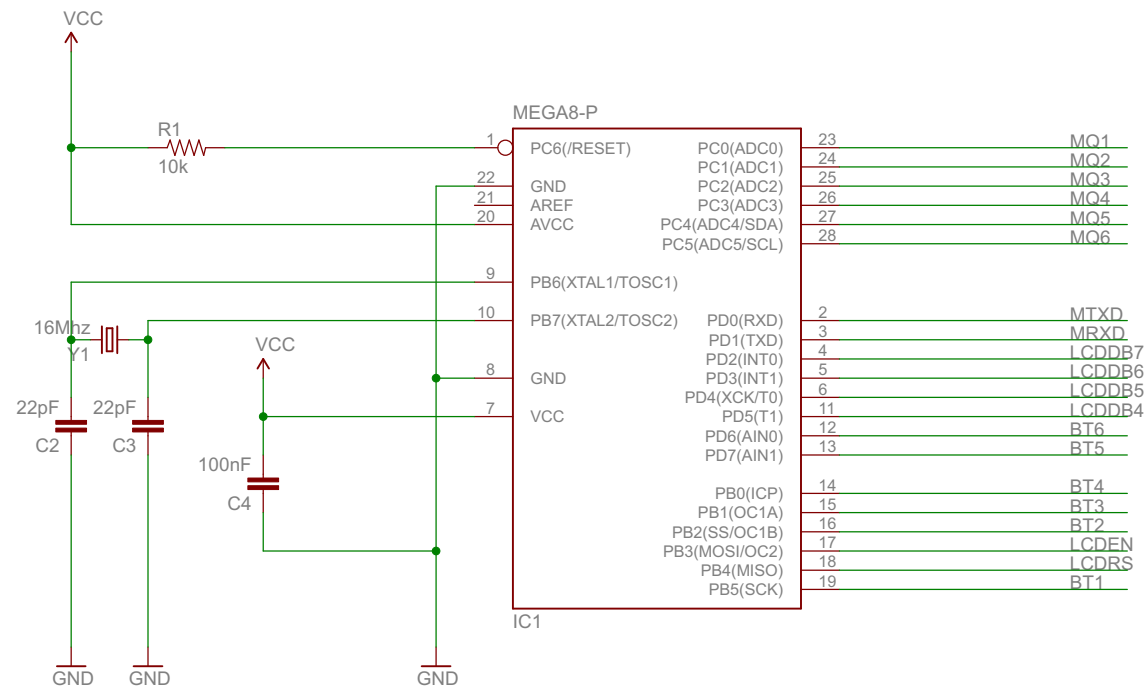 VCC
MEGA8-P
R1
10k
1 PC6(/RESET)
22 GND
21 AREF
20 AVCC
9 PB6(XTAL1/TOSC1)
10 PB7(XTAL2/TOSC2)
8 GND
7 VCC
PC0(ADC0) 23 MQ1
PC1(ADC1) 24 MQ2
PC2(ADC2) 25 MQ3
PC3(ADC3) 26 MQ4
PC4(ADC4/SDA) 27 MQ5
PC5(ADC5/SCL) 28 MQ6
PD0(RXD) 2 MTXD
PD1(TXD) 3 MRXD
PD2(INT0) 4 LCDDB7
PD3(INT1) 5 LCDDB6
PD4(XCK/T0) 6 LCDDB5
PD5(T1) 11 LCDDB4
PD6(AIN0) 12 BT6
PD7(AIN1) 13 BT5
PB0(ICP) 14 BT4
PB1(OC1A) 15 BT3
PB2(SS/OC1B) 16 BT2
PB3(MOSI/OC2) 17 LCDEN
PB4(MISO) 18 LCDRS
PB5(SCK) 19 BT1
IC1
16Mhz
Y1
VCC
22pF
C2
22pF
C3
100nF
C4
GND
GND
GND